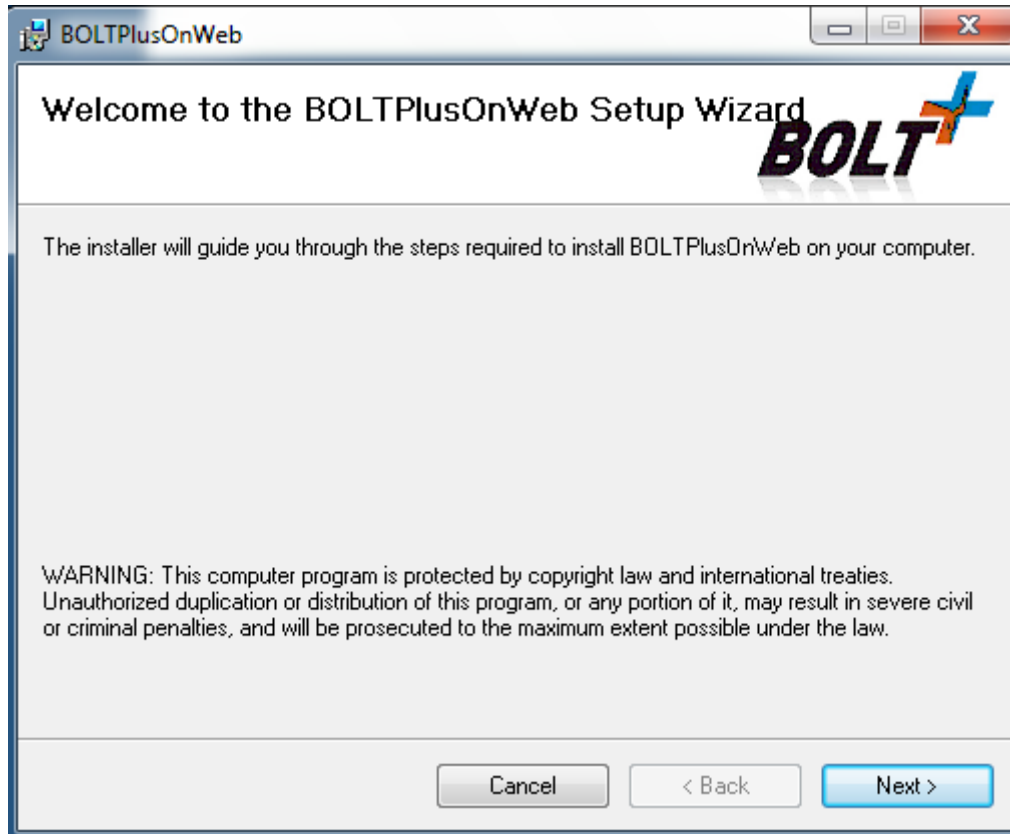 BOLTPlusOnWeb
Welcome to the BOLTPlusOnWeb Setup Wizard
BOLT+
The installer will guide you through the steps required to install BOLTPlusOnWeb on your computer.
WARNING: This computer program is protected by copyright law and international treaties.
Unauthorized duplication or distribution of this program, or any portion of it, may result in severe civil
or criminal penalties, and will be prosecuted to the maximum extent possible under the law.
Cancel
< Back
Next >